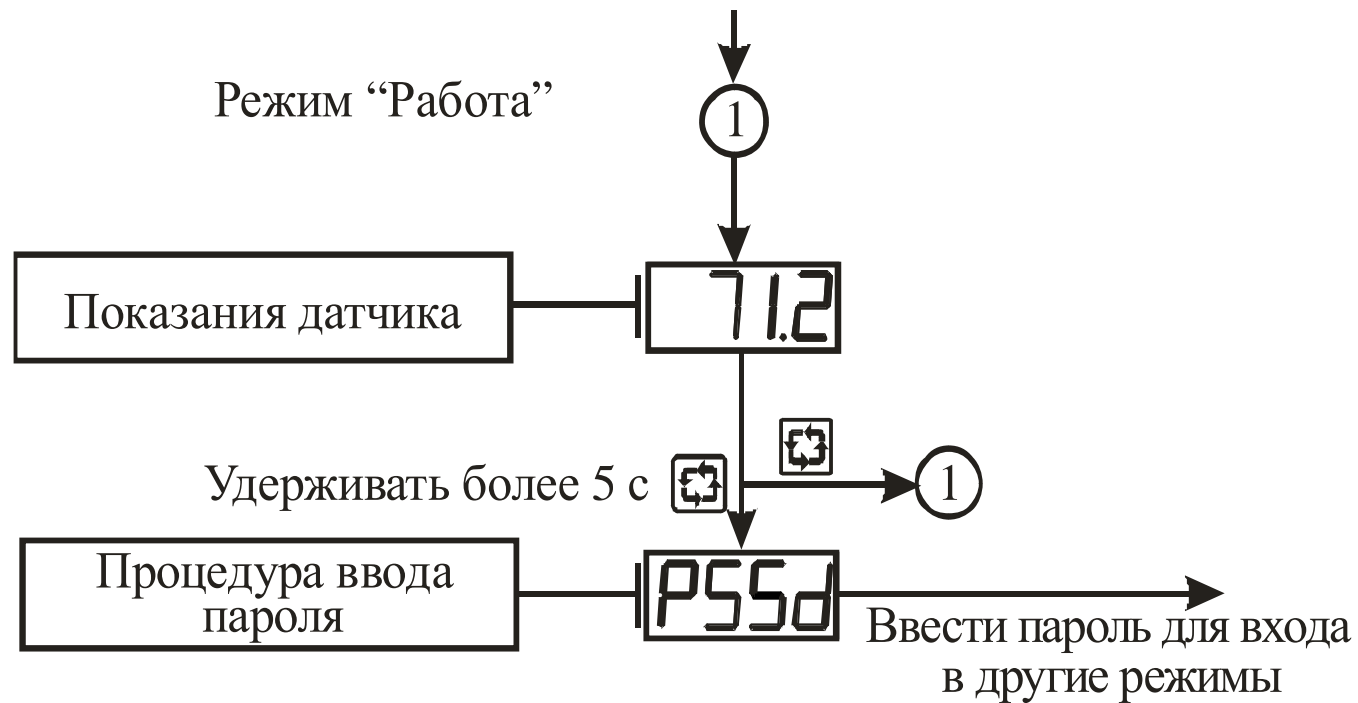 Режим “Работа”
1
Показания датчика
71.2
Удерживать более 5 с
1
Процедура ввода
пароля
PSSd
Ввести пароль для входа
в другие режимы